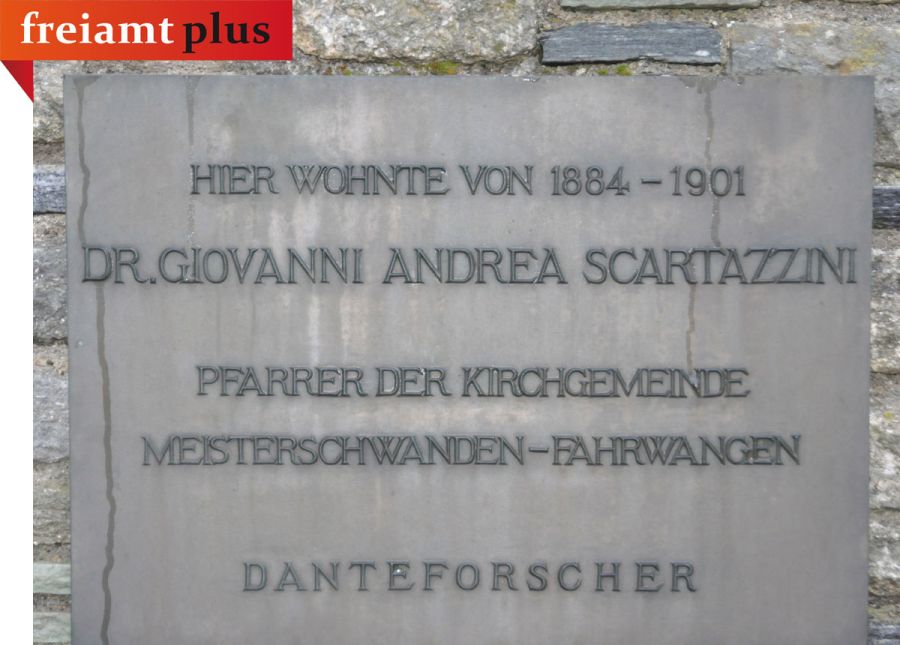 freiamt plus
HIER WOHNTE VON 1884 – 1901
DR. GIOVANNI ANDREA SCARTAZZINI
PFARRER DER KIRCHGEMEINDE
MEISTERSCHWANDEN – FAHRWANGEN
DANTEFORSCHER